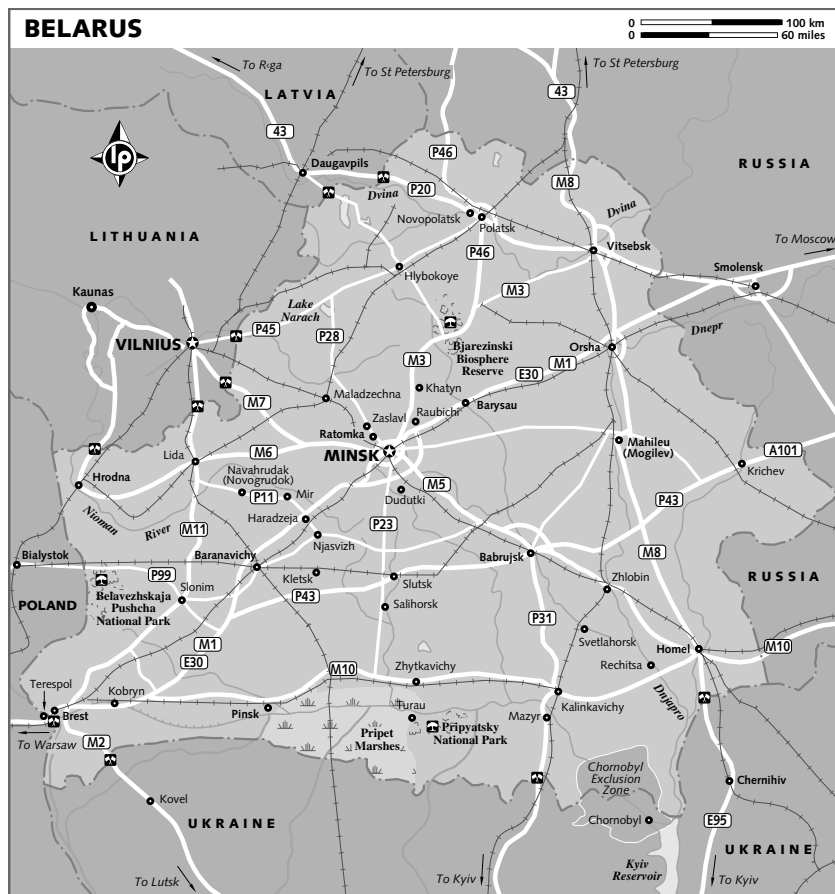 BELARUS
0 100 km
0 60 miles
To R‹ga
To St Petersburg
To St Petersburg
LATVIA
43
43
lp
P46
RUSSIA
Daugavpils
P20
M8
Dvina
Dvina
Novopolatsk
Polatsk
LITHUANIA
P46
Vitsebsk
To Moscow
Hlybokoye
Smolensk
Kaunas
M3
Lake
Narach
P45
P28
Dnepr
VILNIUS
Bjarezinski
Biosphere
Reserve
Orsha
M3
M1
E30
Khatyn
M7
Maladzechna
Barysau
Zaslavl
Raubichi
Ratomka
Mahileu
(Mogilev)
MINSK
M6
A101
Lida
Krichev
Hrodna
Navahrudak
(Novogrudok)
M5
Mir
Dudutki
P11
P43
Nioman
River
Haradzeja
P23
M11
Njasvizh
Bialystok
Baranavichy
Babrujsk
M8
P99
Kletsk
Slutsk
Zhlobin
RUSSIA
POLAND
Slonim
P43
Belavezhskaja
Pushcha
National Park
Salihorsk
P31
Svetlahorsk
M1
Homel
M10
E30
Rechitsa
M10
Zhytkavichy
Terespol
Kobryn
Dnjapro
Kalinkavichy
Brest
Pinsk
Turau
Mazyr
Pripet
Marshes
Pripyatsky
National Park
To Warsaw
M2
Chornobyl
Exclusion
Zone
Chernihiv
Kovel
UKRAINE
Chornobyl
E95
UKRAINE
Kyiv
Reservoir
To Lutsk
To Kyiv
To Kyiv